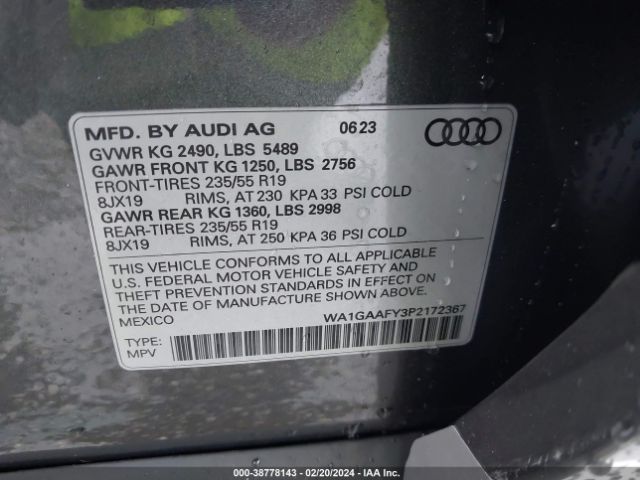 MFD. BY AUDI AG 0623
GVWR KG 2490, LBS 5489
GAWR FRONT KG 1250, LBS 2756
FRONT-TIRES 235/55 R19
8JX19 RIMS, AT 230 KPA 33 PSI COLD
GAWR REAR KG 1360, LBS 2998
REAR-TIRES 235/55 R19
8JX19 RIMS, AT 250 KPA 36 PSI COLD
THIS VEHICLE CONFORMS TO ALL APPLICABLE
U.S. FEDERAL MOTOR VEHICLE SAFETY AND
THEFT PREVENTION STANDARDS IN EFFECT ON
THE DATE OF MANUFACTURE SHOWN ABOVE.
MEXICO WA1GAAFY3P2172367
TYPE:
MPV
000-38778143 - 02/20/2024 - IAA Inc.